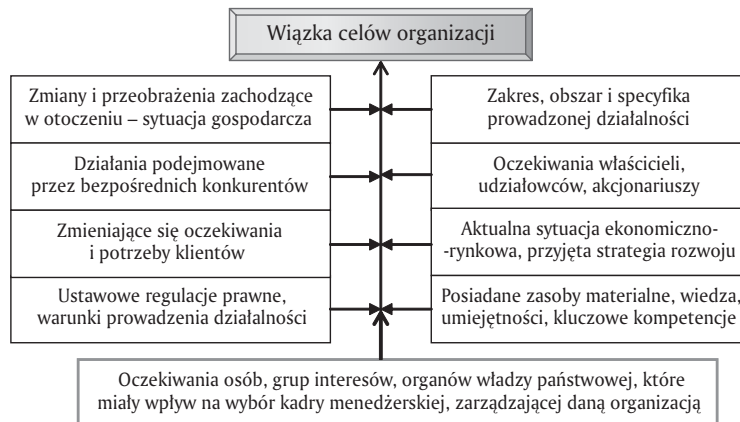 Wiązka celów organizacji
Zmiany i przeobrażenia zachodzące
w otoczeniu – sytuacja gospodarcza
Działania podejmowane
przez bezpośrednich konkurentów
Zmieniające się oczekiwania
i potrzeby klientów
Ustawowe regulacje prawne,
warunki prowadzenia działalności
Zakres, obszar i specyfika
prowadzonej działalności
Oczekiwania właścicieli,
udziałowców, akcjonariuszy
Aktualna sytuacja ekonomiczno-
-rynkowa, przyjęta strategia rozwoju
Posiadane zasoby materialne, wiedza,
umiejętności, kluczowe kompetencje
Oczekiwania osób, grup interesów, organów władzy państwowej, które
miały wpływ na wybór kadry menedżerskiej, zarządzającej daną organizacją